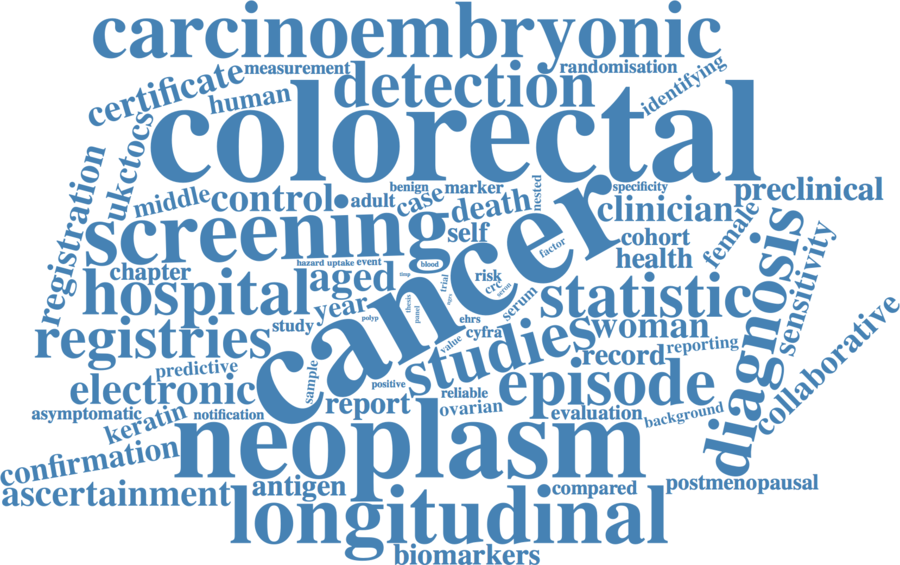 carcinoembryonic
certificate
measurement
randomisation
identifying
human
detection
colorectal
ukctocs
registration
middle
control
adult
benign
marker
case
death
nested
specificity
preclinical
screening
self
clinician
female
cohort
health
factor
cancer
chapter
hazard
uptake
event
blood
aged
hospital
year
study
polyp
thesis
panel
trial
risk
crc
serum
ehrs
cyfra
value
statistic
diagnosis
sensitivity
collaborative
registries
studies
woman
record
reporting
predictive
electronic
sample
positive
report
reliable
ovarian
episode
evaluation
background
asymptomatic
keratin
notification
neoplasm
confirmation
ascertainment
antigen
longitudinal
compared
postmenopausal
biomarkers